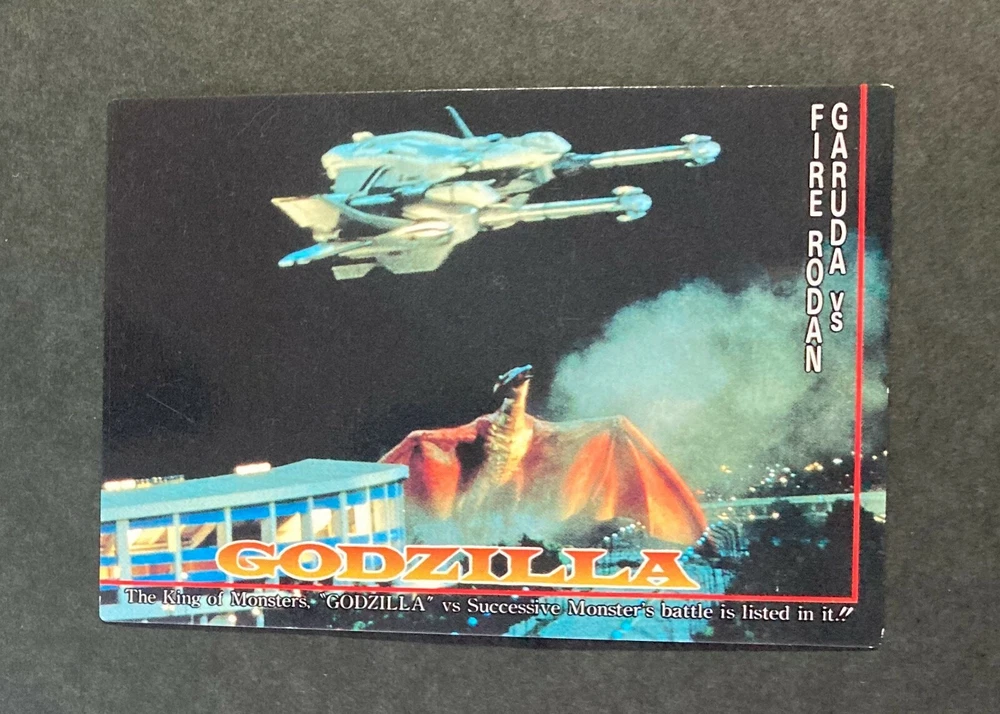 GARUDA vs
FIRE RODAN
GODZILLA
The King of Monsters, "GODZILLA" vs Successive Monster's battle is listed in it!!